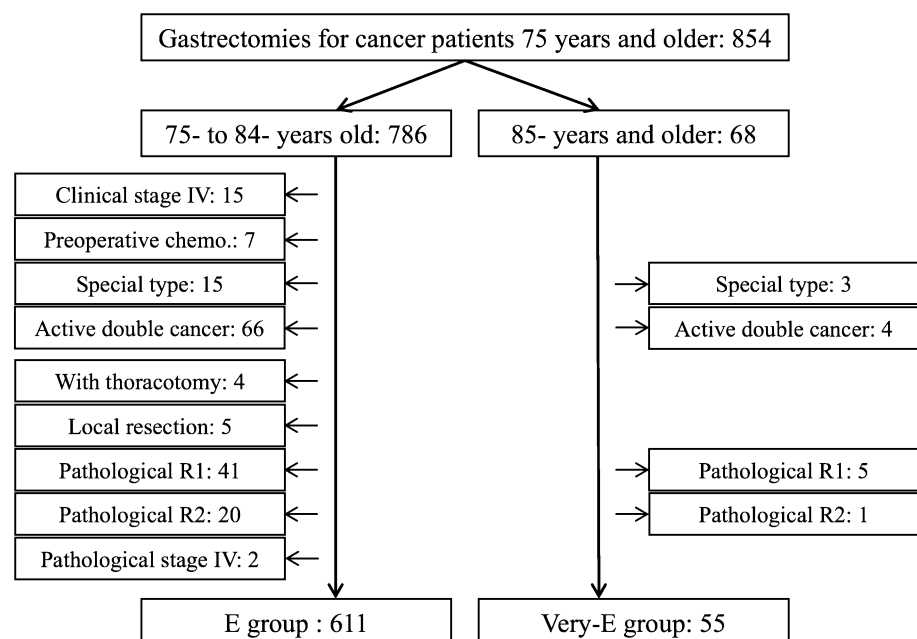 Gastrectomies for cancer patients 75 years and older: 854
75- to 84- years old: 786
85- years and older: 68
Clinical stage IV: 15
Preoperative chemo.: 7
Special type: 15
Special type: 3
Active double cancer: 66
Active double cancer: 4
With thoracotomy: 4
Local resection: 5
Pathological R1: 41
Pathological R1: 5
Pathological R2: 20
Pathological R2: 1
Pathological stage IV: 2
E group : 611
Very-E group: 55